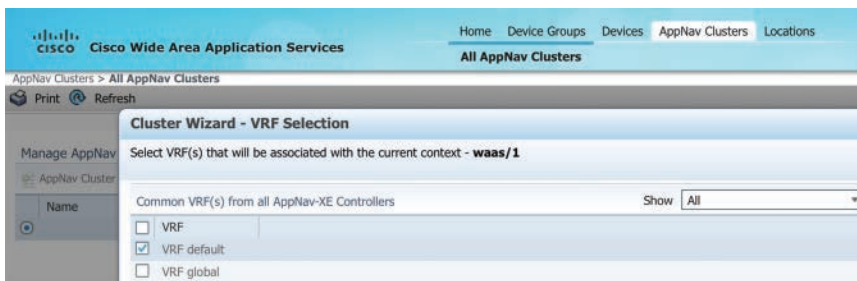 Home Device Groups Devices AppNav Clusters Locations
CISCO Cisco Wide Area Application Services
All AppNav Clusters
AppNav Clusters > All AppNav Clusters
Print Refresh
Cluster Wizard - VRF Selection
Manage AppNav
Select VRF(s) that will be associated with the current context - waas/1
AppNav Cluster
Name
Common VRF(s) from all AppNav-XE Controllers Show All
VRF
VRF default
VRF global